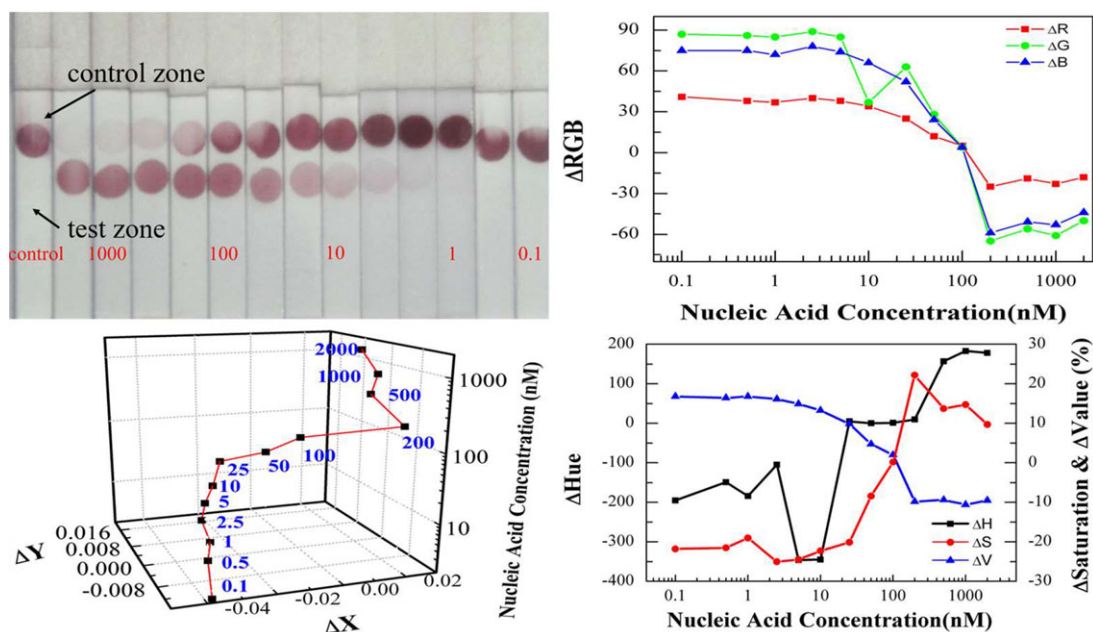 control zone
test zone
control 1000 100 10 1 0.1
ΔR
ΔG
ΔB
90
60
30
0
-30
-60
ΔRGB
0.1 1 10 100 1000
Nucleic Acid Concentration(nM)
2000
1000
500
200
100
50
25
10
5
2.5
1
0.5
0.1
1000
100
10
Nucleic Acid Concentration (nM)
0.016
0.008
0.000
-0.008
ΔY
-0.04 -0.02 0.00 0.02
ΔX
200
100
0
-100
-200
-300
-400
ΔHue
30
20
10
0
-10
-20
-30
ΔSaturation & ΔValue (%)
ΔH
ΔS
ΔV
0.1 1 10 100 1000
Nucleic Acid Concentration(nM)